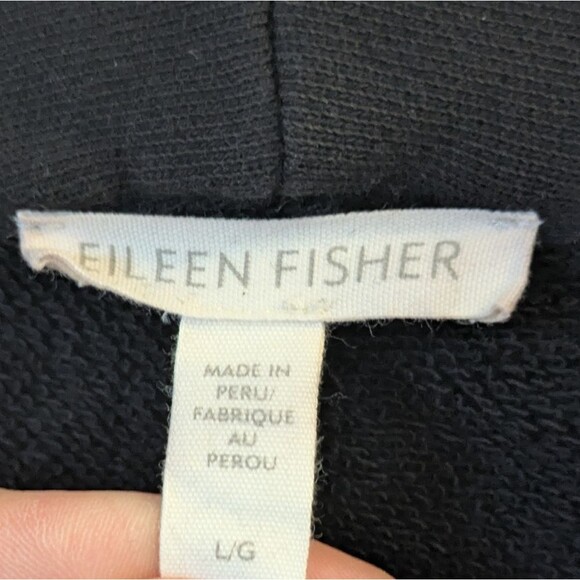 EILEEN FISHER
MADE IN
PERU/
FABRIQUE
AU
PEROU
L/G